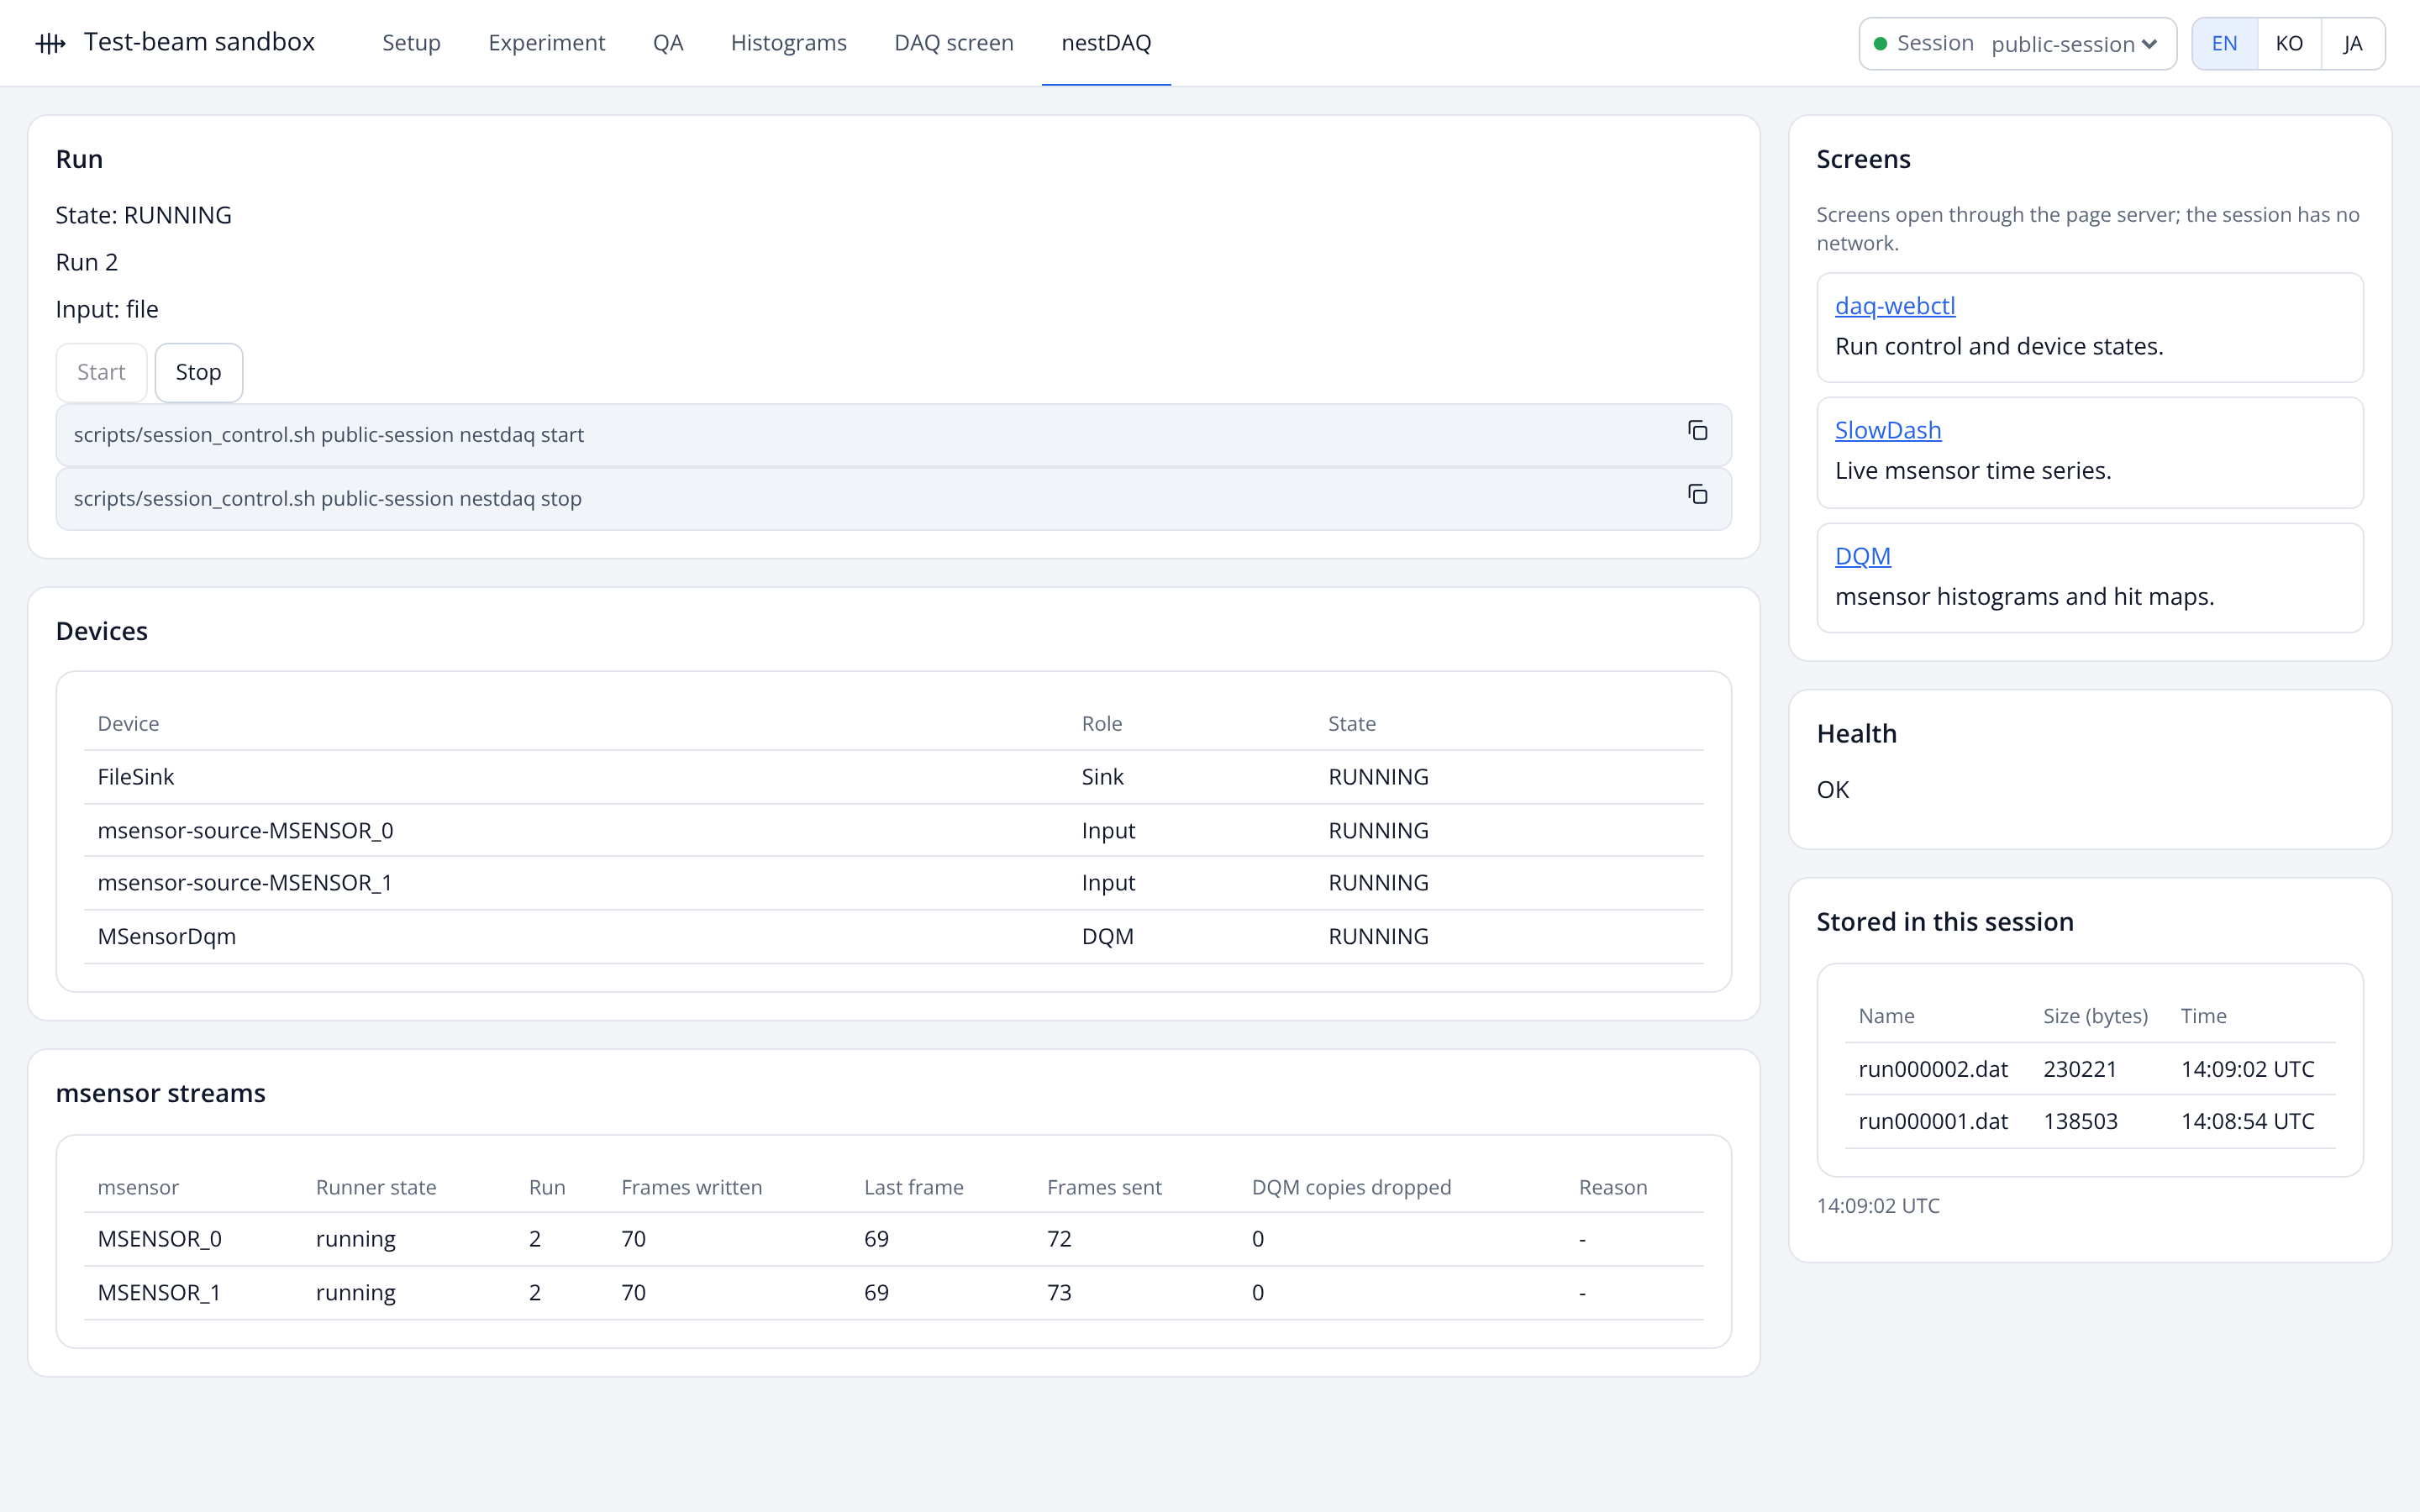 Test-beam sandbox Setup Experiment QA Histograms DAQ screen nestDAQ Session public-session EN KO JA
Run
State: RUNNING
Run 2
Input: file
Start Stop
scripts/session_control.sh public-session nestdaq start
scripts/session_control.sh public-session nestdaq stop
Devices
Device Role State
FileSink Sink RUNNING
msensor-source-MSENSOR_0 Input RUNNING
msensor-source-MSENSOR_1 Input RUNNING
MSensorDqm DQM RUNNING
msensor streams
msensor Runner state Run Frames written Last frame Frames sent DQM copies dropped Reason
MSENSOR_0 running 2 70 69 72 0 -
MSENSOR_1 running 2 70 69 73 0 -
Screens
Screens open through the page server; the session has no
network.
daq-webctl
Run control and device states.
SlowDash
Live msensor time series.
DQM
msensor histograms and hit maps.
Health
OK
Stored in this session
Name Size (bytes) Time
run000002.dat 230221 14:09:02 UTC
run000001.dat 138503 14:08:54 UTC
14:09:02 UTC